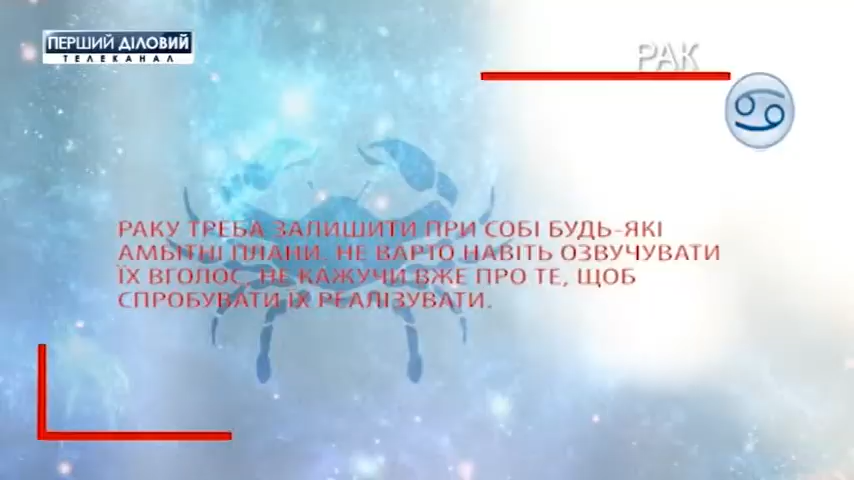 ПЕРШИЙ ДІЛОВИЙ
ТЕЛЕКАНАЛ
РАК
РАКУ ТРЕБА ЗАЛИШИТИ ПРИ СОБІ БУДЬ-ЯКІ
АМБІТНІ ПЛАНИ. НЕ ВАРТО НАВІТЬ ОЗВУЧУВАТИ
ЇХ ВГОЛОС, НЕ КАЖУЧИ ВЖЕ ПРО ТЕ, ЩОБ
СПРОБУВАТИ ЇХ РЕАЛІЗУВАТИ.